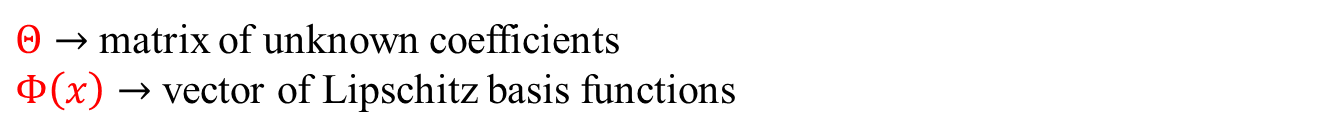 Θ → matrix of unknown coefficients
Φ(x) → vector of Lipschitz basis functions